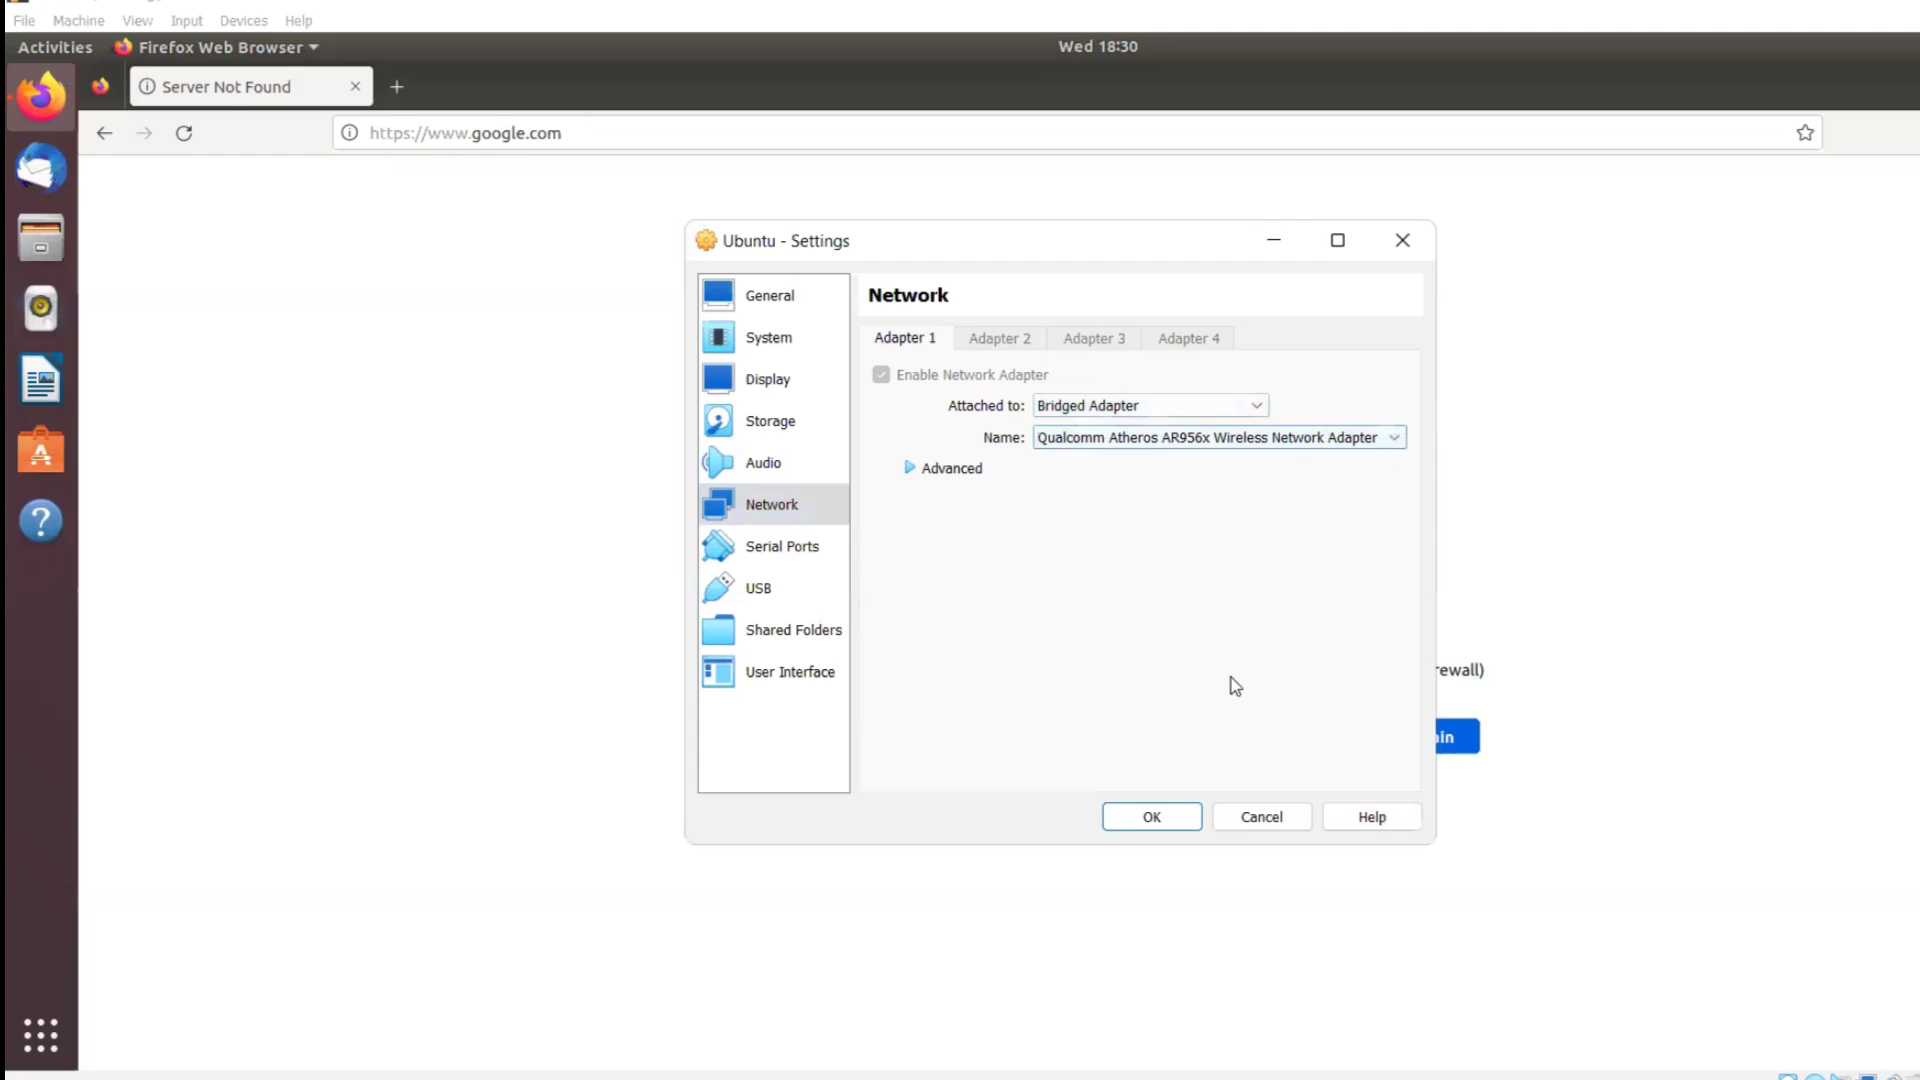 File Machine View Input Devices Help
Activities Firefox Web Browser Wed 18:30
Server Not Found
https://www.google.com
Ubuntu - Settings
General
System
Display
Storage
Audio
Network
Serial Ports
USB
Shared Folders
User Interface
Network
Adapter 1 Adapter 2 Adapter 3 Adapter 4
Enable Network Adapter
Attached to: Bridged Adapter
Name: Qualcomm Atheros AR956x Wireless Network Adapter
Advanced
rewall)
ain
OK Cancel Help